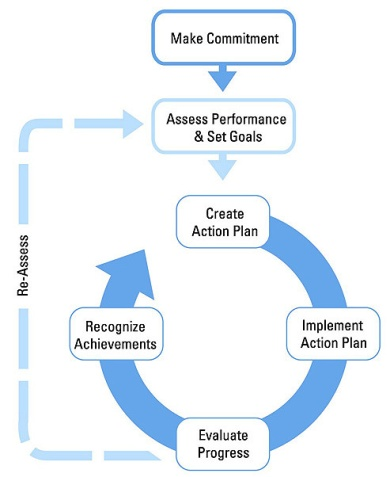 Make Commitment
Assess Performance
& Set Goals
Create
Action Plan
Implement
Action Plan
Evaluate
Progress
Recognize
Achievements
Re-Assess